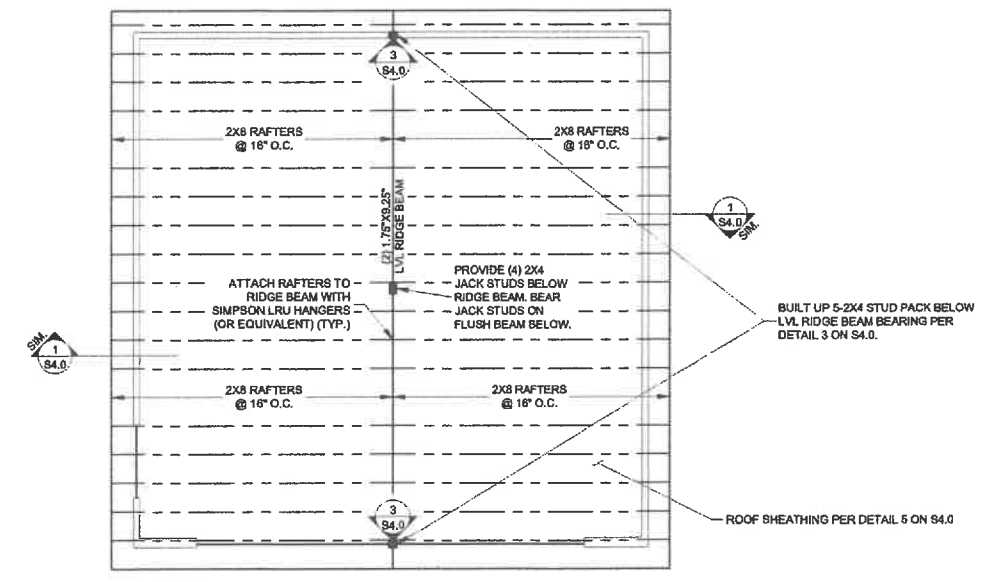 3
S4.0
2X8 RAFTERS
@ 16" O.C.
2X8 RAFTERS
@ 16" O.C.
(2) 1.75"X9.25"
LVL RIDGE BEAM
1
S4.0
SIM.
ATTACH RAFTERS TO
RIDGE BEAM WITH
SIMPSON LRU HANGERS
(OR EQUIVALENT) (TYP.)
PROVIDE (4) 2X4
JACK STUDS BELOW
RIDGE BEAM. BEAR
JACK STUDS ON
FLUSH BEAM BELOW.
BUILT UP 5-2X4 STUD PACK BELOW
LVL RIDGE BEAM BEARING PER
DETAIL 3 ON S4.0.
SIM.
1
S4.0
2X8 RAFTERS
@ 16" O.C.
2X8 RAFTERS
@ 16" O.C.
3
S4.0
ROOF SHEATHING PER DETAIL 5 ON S4.0